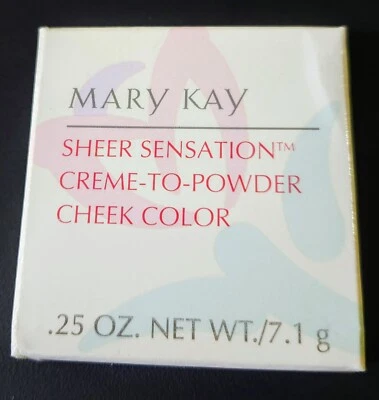 MARY KAY
SHEER SENSATION™
CREME-TO-POWDER
CHEEK COLOR
.25 OZ. NET WT./7.1 g